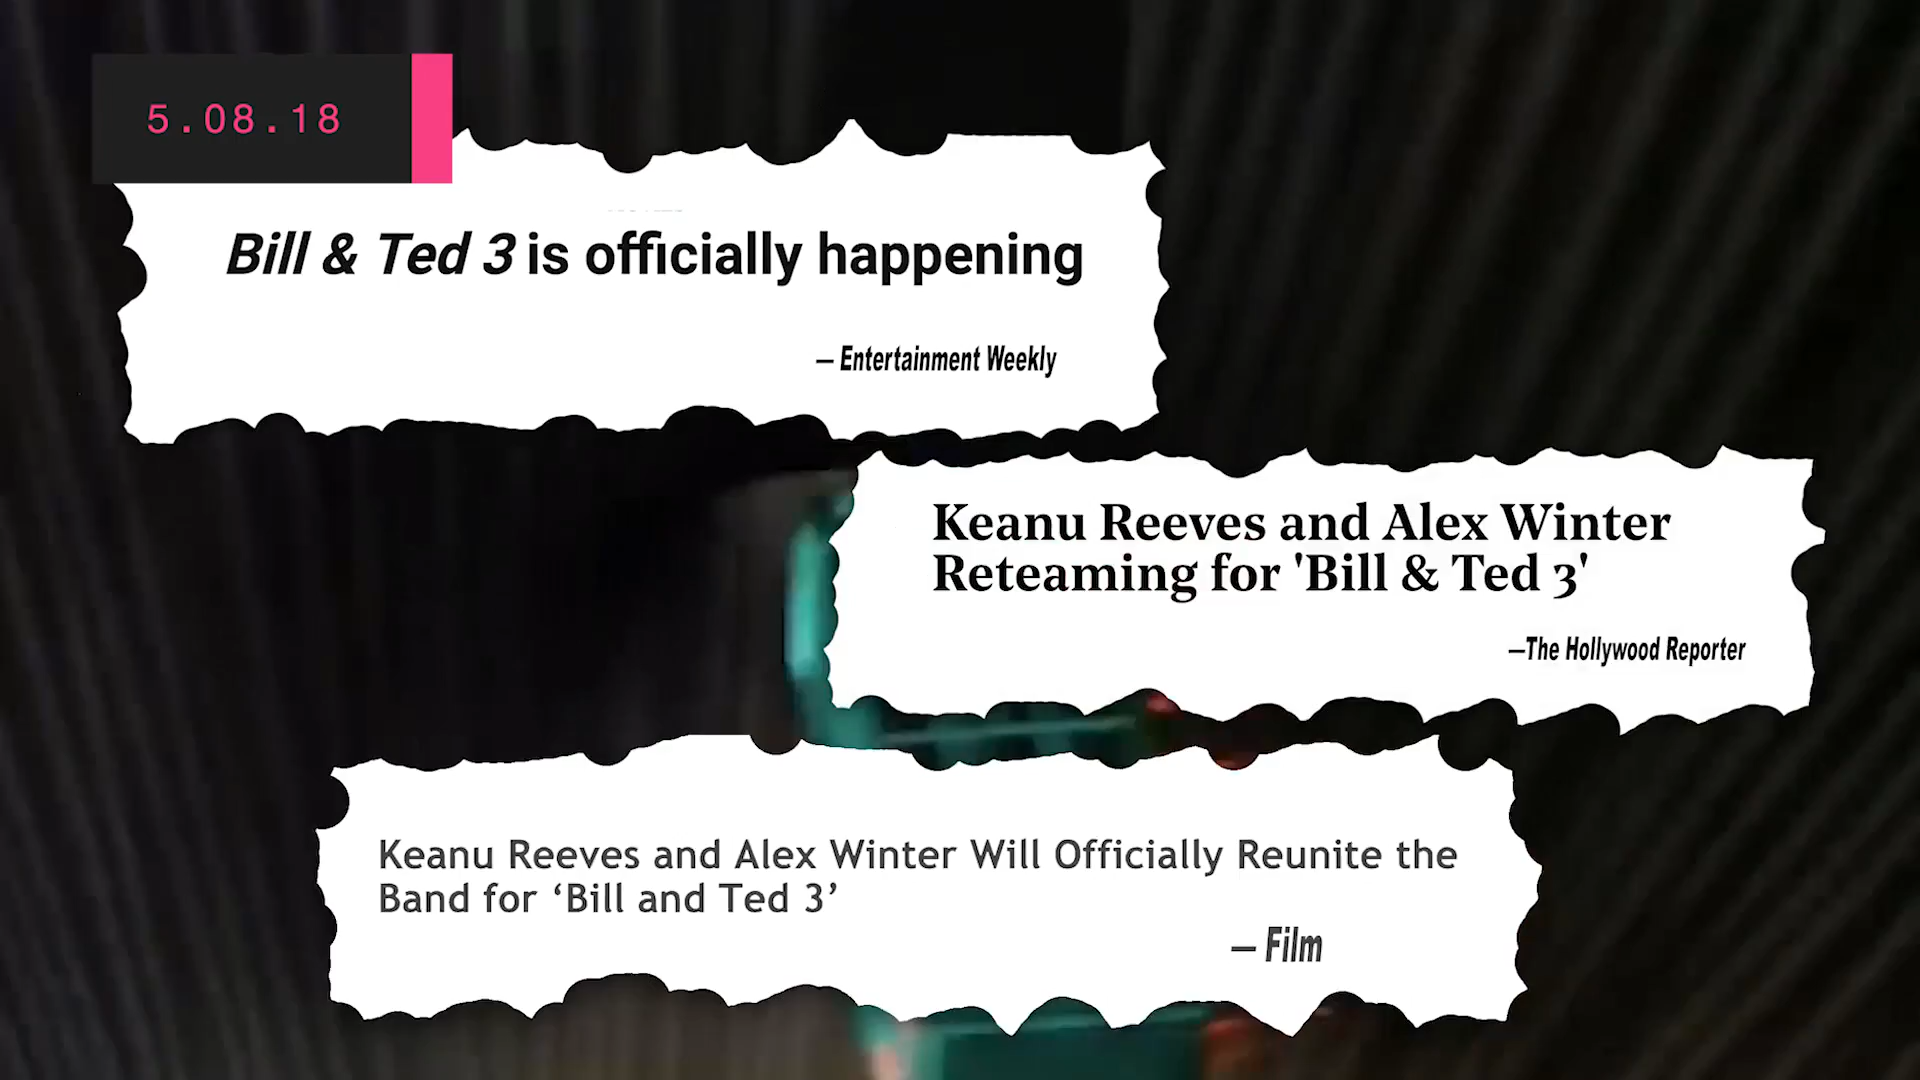 5.08.18
Bill & Ted 3 is officially happening
— Entertainment Weekly
Keanu Reeves and Alex Winter
Reteaming for 'Bill & Ted 3'
—The Hollywood Reporter
Keanu Reeves and Alex Winter Will Officially Reunite the
Band for ‘Bill and Ted 3’
— Film